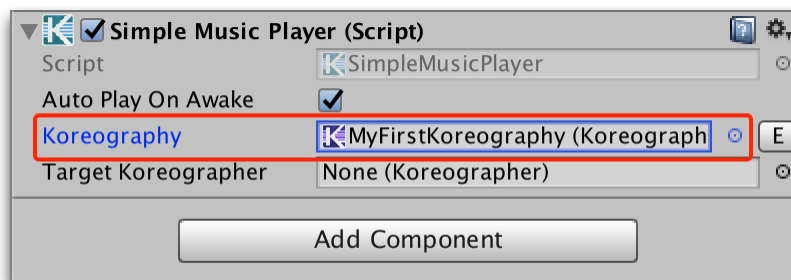 Simple Music Player (Script)
Script SimpleMusicPlayer
Auto Play On Awake
Koreography MyFirstKoreography (Koreograph E
Target Koreographer None (Koreographer)
Add Component